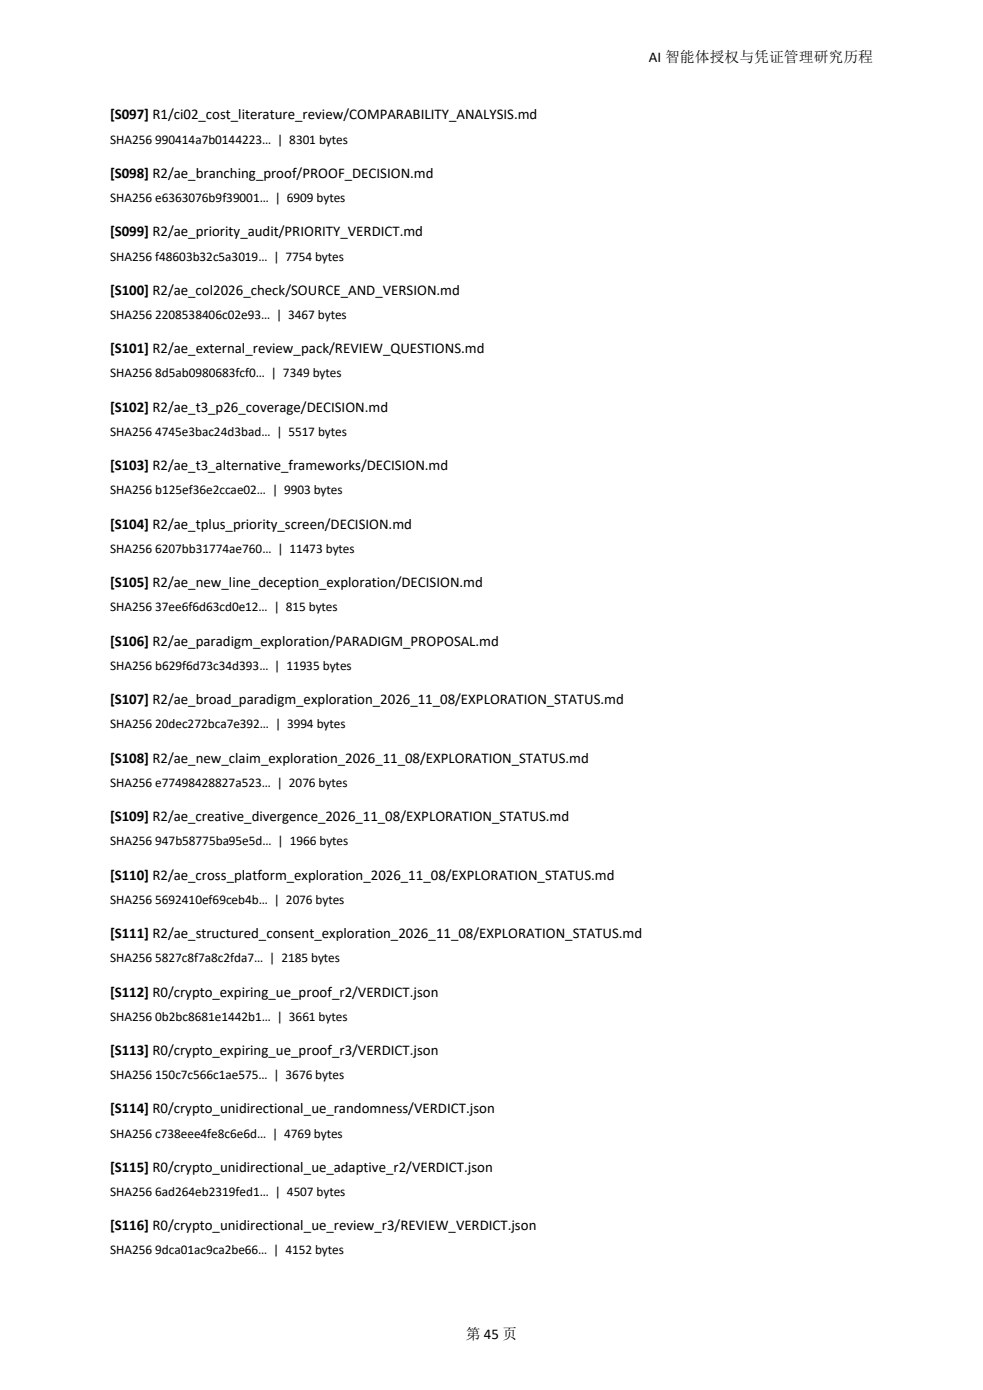 AI 智能体授权与凭证管理研究历程
[S097] R1/ci02_cost_literature_review/COMPARABILITY_ANALYSIS.md
SHA256 990414a7b0144223... | 8301 bytes
[S098] R2/ae_branching_proof/PROOF_DECISION.md
SHA256 e6363076b9f39001... | 6909 bytes
[S099] R2/ae_priority_audit/PRIORITY_VERDICT.md
SHA256 f48603b32c5a3019... | 7754 bytes
[S100] R2/ae_col2026_check/SOURCE_AND_VERSION.md
SHA256 2208538406c02e93... | 3467 bytes
[S101] R2/ae_external_review_pack/REVIEW_QUESTIONS.md
SHA256 8d5ab0980683fcf0... | 7349 bytes
[S102] R2/ae_t3_p26_coverage/DECISION.md
SHA256 4745e3bac24d3bad... | 5517 bytes
[S103] R2/ae_t3_alternative_frameworks/DECISION.md
SHA256 b125ef36e2ccae02... | 9903 bytes
[S104] R2/ae_tplus_priority_screen/DECISION.md
SHA256 6207bb31774ae760... | 11473 bytes
[S105] R2/ae_new_line_deception_exploration/DECISION.md
SHA256 37ee6f6d63cd0e12... | 815 bytes
[S106] R2/ae_paradigm_exploration/PARADIGM_PROPOSAL.md
SHA256 b629f6d73c34d393... | 11935 bytes
[S107] R2/ae_broad_paradigm_exploration_2026_11_08/EXPLORATION_STATUS.md
SHA256 20dec272bca7e392... | 3994 bytes
[S108] R2/ae_new_claim_exploration_2026_11_08/EXPLORATION_STATUS.md
SHA256 e77498428827a523... | 2076 bytes
[S109] R2/ae_creative_divergence_2026_11_08/EXPLORATION_STATUS.md
SHA256 947b58775ba95e5d... | 1966 bytes
[S110] R2/ae_cross_platform_exploration_2026_11_08/EXPLORATION_STATUS.md
SHA256 5692410ef69ceb4b... | 2076 bytes
[S111] R2/ae_structured_consent_exploration_2026_11_08/EXPLORATION_STATUS.md
SHA256 5827c8f7a8c2fda7... | 2185 bytes
[S112] R0/crypto_expiring_ue_proof_r2/VERDICT.json
SHA256 0b2bc8681e1442b1... | 3661 bytes
[S113] R0/crypto_expiring_ue_proof_r3/VERDICT.json
SHA256 150c7c566c1ae575... | 3676 bytes
[S114] R0/crypto_unidirectional_ue_randomness/VERDICT.json
SHA256 c738eee4fe8c6e6d... | 4769 bytes
[S115] R0/crypto_unidirectional_ue_adaptive_r2/VERDICT.json
SHA256 6ad264eb2319fed1... | 4507 bytes
[S116] R0/crypto_unidirectional_ue_review_r3/REVIEW_VERDICT.json
SHA256 9dca01ac9ca2be66... | 4152 bytes
第 45 页